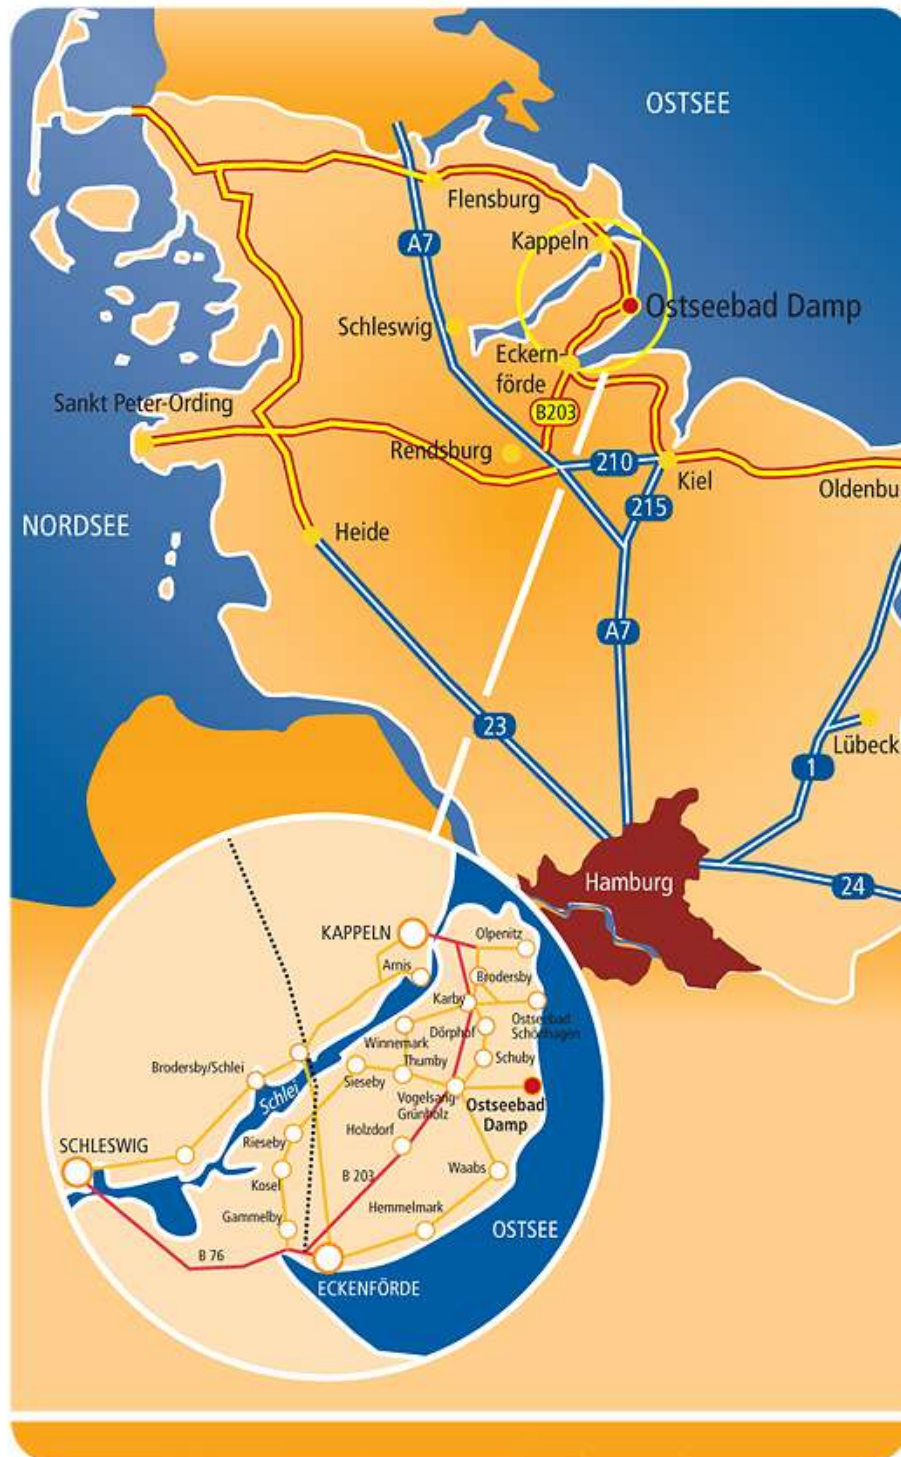 OSTSEE
Flensburg
A7
Kappeln
Ostseebad Damp
Schleswig
Eckern-
förde
B203
Sankt Peter-Ording
Rendsburg
210
Kiel
Oldenbu
215
NORDSEE
Heide
A7
23
Lübeck
1
Hamburg
24
KAPPELN
Olpenitz
Arnis
Brodersby
Karby
Ostseebad
Schönhagen
Dörphof
Winnemark
Schuby
Thumby
Brodersby/Schlei
Sieseby
Schlei
Vogelsang-
Grünholz
Ostseebad
Damp
Holzdorf
Rieseby
SCHLESWIG
Waabs
B 203
Kosel
Hemmelmark
Gammelby
OSTSEE
B 76
ECKENFÖRDE